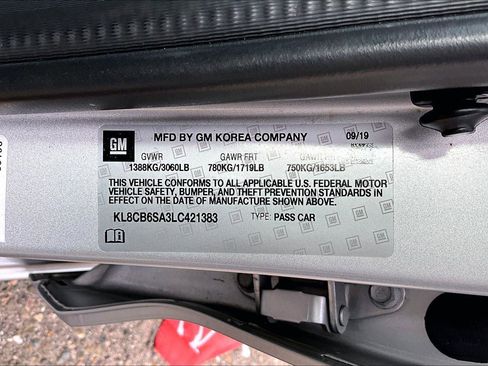 GM MFD BY GM KOREA COMPANY 09/19
GVWR GAWR FRT GAWR RR
1388KG/3060LB 780KG/1719LB 750KG/1653LB
THIS VEHICLE CONFORMS TO ALL APPLICABLE U.S. FEDERAL MOTOR
VEHICLE SAFETY, BUMPER, AND THEFT PREVENTION STANDARDS IN
EFFECT ON THE DATE OF MANUFACTURE SHOWN ABOVE.
KL8CB6SA3LC421383 TYPE: PASS CAR